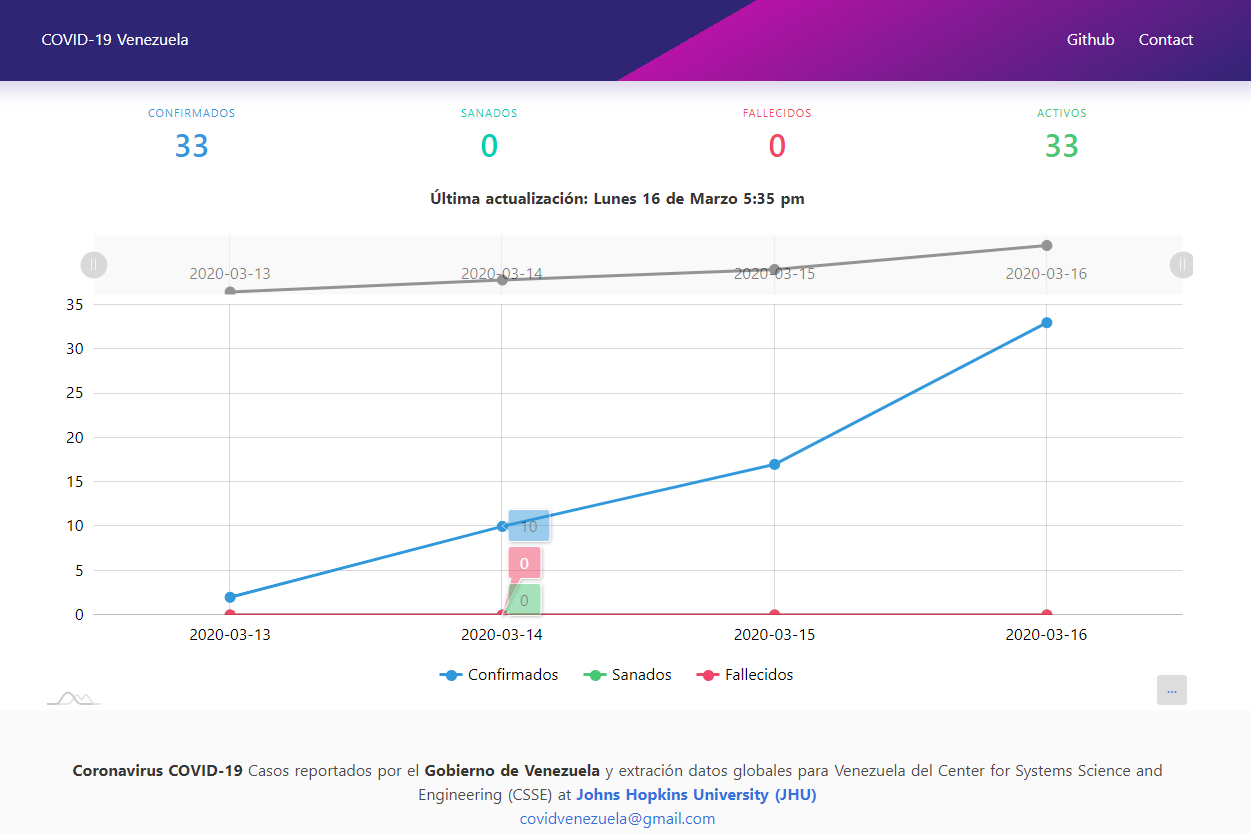 COVID-19 Venezuela
Github Contact
CONFIRMADOS SANADOS FALLECIDOS ACTIVOS
33 0 0 33
Última actualización: Lunes 16 de Marzo 5:35 pm
2020-03-13 2020-03-14 2020-03-15 2020-03-16
35
30
25
20
15
10
5
0
10
0
0
2020-03-13 2020-03-14 2020-03-15 2020-03-16
Confirmados Sanados Fallecidos
...
Coronavirus COVID-19 Casos reportados por el Gobierno de Venezuela y extración datos globales para Venezuela del Center for Systems Science and
Engineering (CSSE) at Johns Hopkins University (JHU)
covidvenezuela@gmail.com